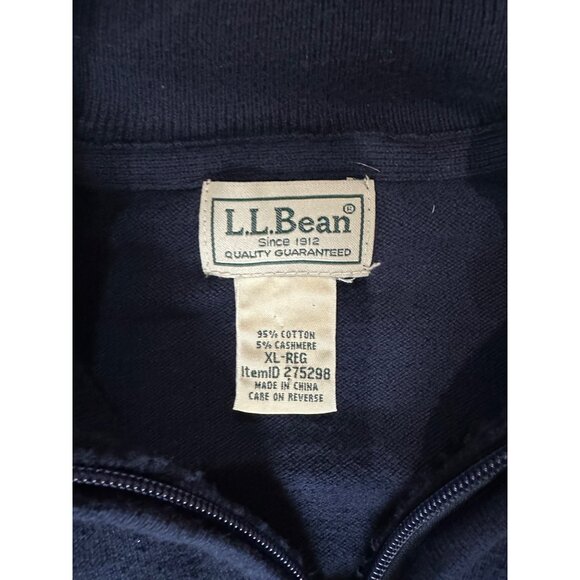 L.L.Bean®
Since 1912
QUALITY GUARANTEED
95% COTTON
5% CASHMERE
XL-REG
ItemID 275298
MADE IN CHINA
CARE ON REVERSE